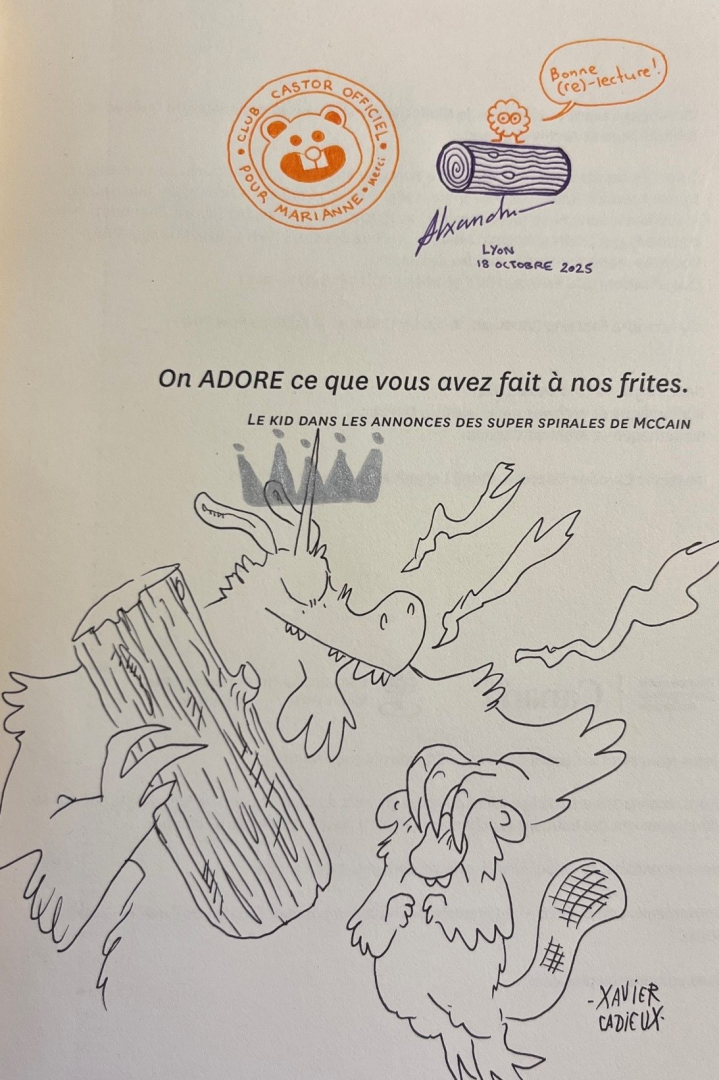 CLUB CASTOR OFFICIEL
POUR MARIANNE
Merci
Bonne
(re)-lecture!
Alxandre
LYON
18 OCTOBRE 2025
On ADORE ce que vous avez fait à nos frites.
LE KID DANS LES ANNONCES DES SUPER SPIRALES DE MCCAIN
-XAVIER
CADIEUX-